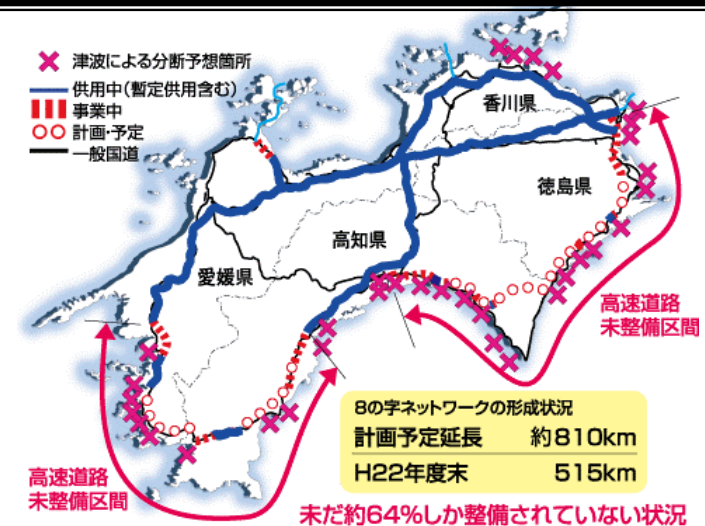 津波による分断予想箇所
供用中(暫定供用含む)
事業中
計画・予定
一般国道
香川県
徳島県
高知県
愛媛県
高速道路
未整備区間
8の字ネットワークの形成状況
計画予定延長 約810km
H22年度末 515km
高速道路
未整備区間
未だ約64%しか整備されていない状況